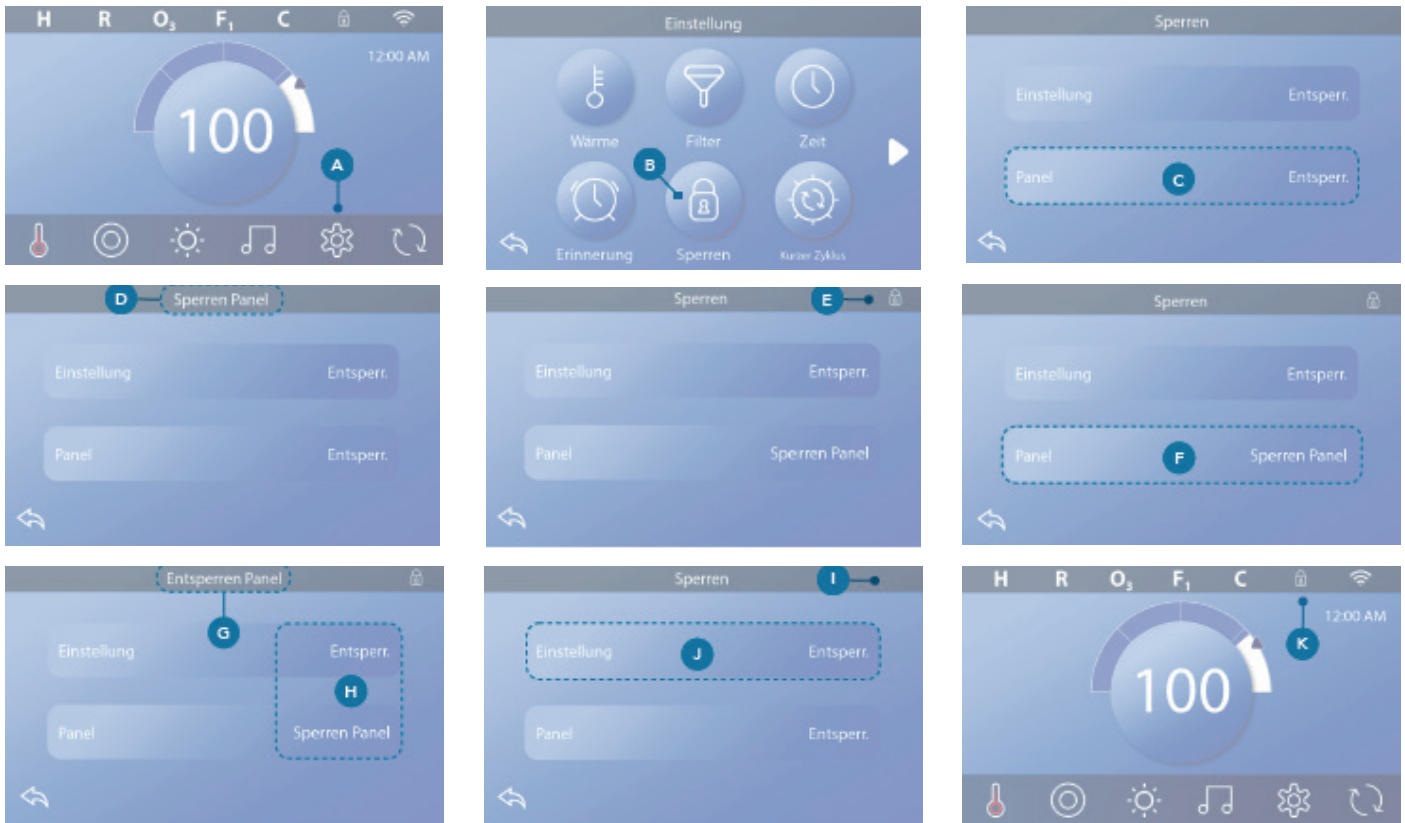 H R O₃ F₁ C
12:00 AM
100
A
Einstellung
Wärme Filter Zeit
B
Erinnerung Sperren Kurzer Zyklus
Sperren
Einstellung Entsperr.
Panel C Entsperr.
D Sperren Panel
Einstellung Entsperr.
Panel Entsperr.
Sperren E
Einstellung Entsperr.
Panel Sperren Panel
Sperren
Einstellung Entsperr.
Panel F Sperren Panel
Entsperren Panel
G
Einstellung Entsperr.
H
Panel Sperren Panel
Sperren I
Einstellung J Entsperr.
Panel Entsperr.
H R O₃ F₁ C
12:00 AM
K
100